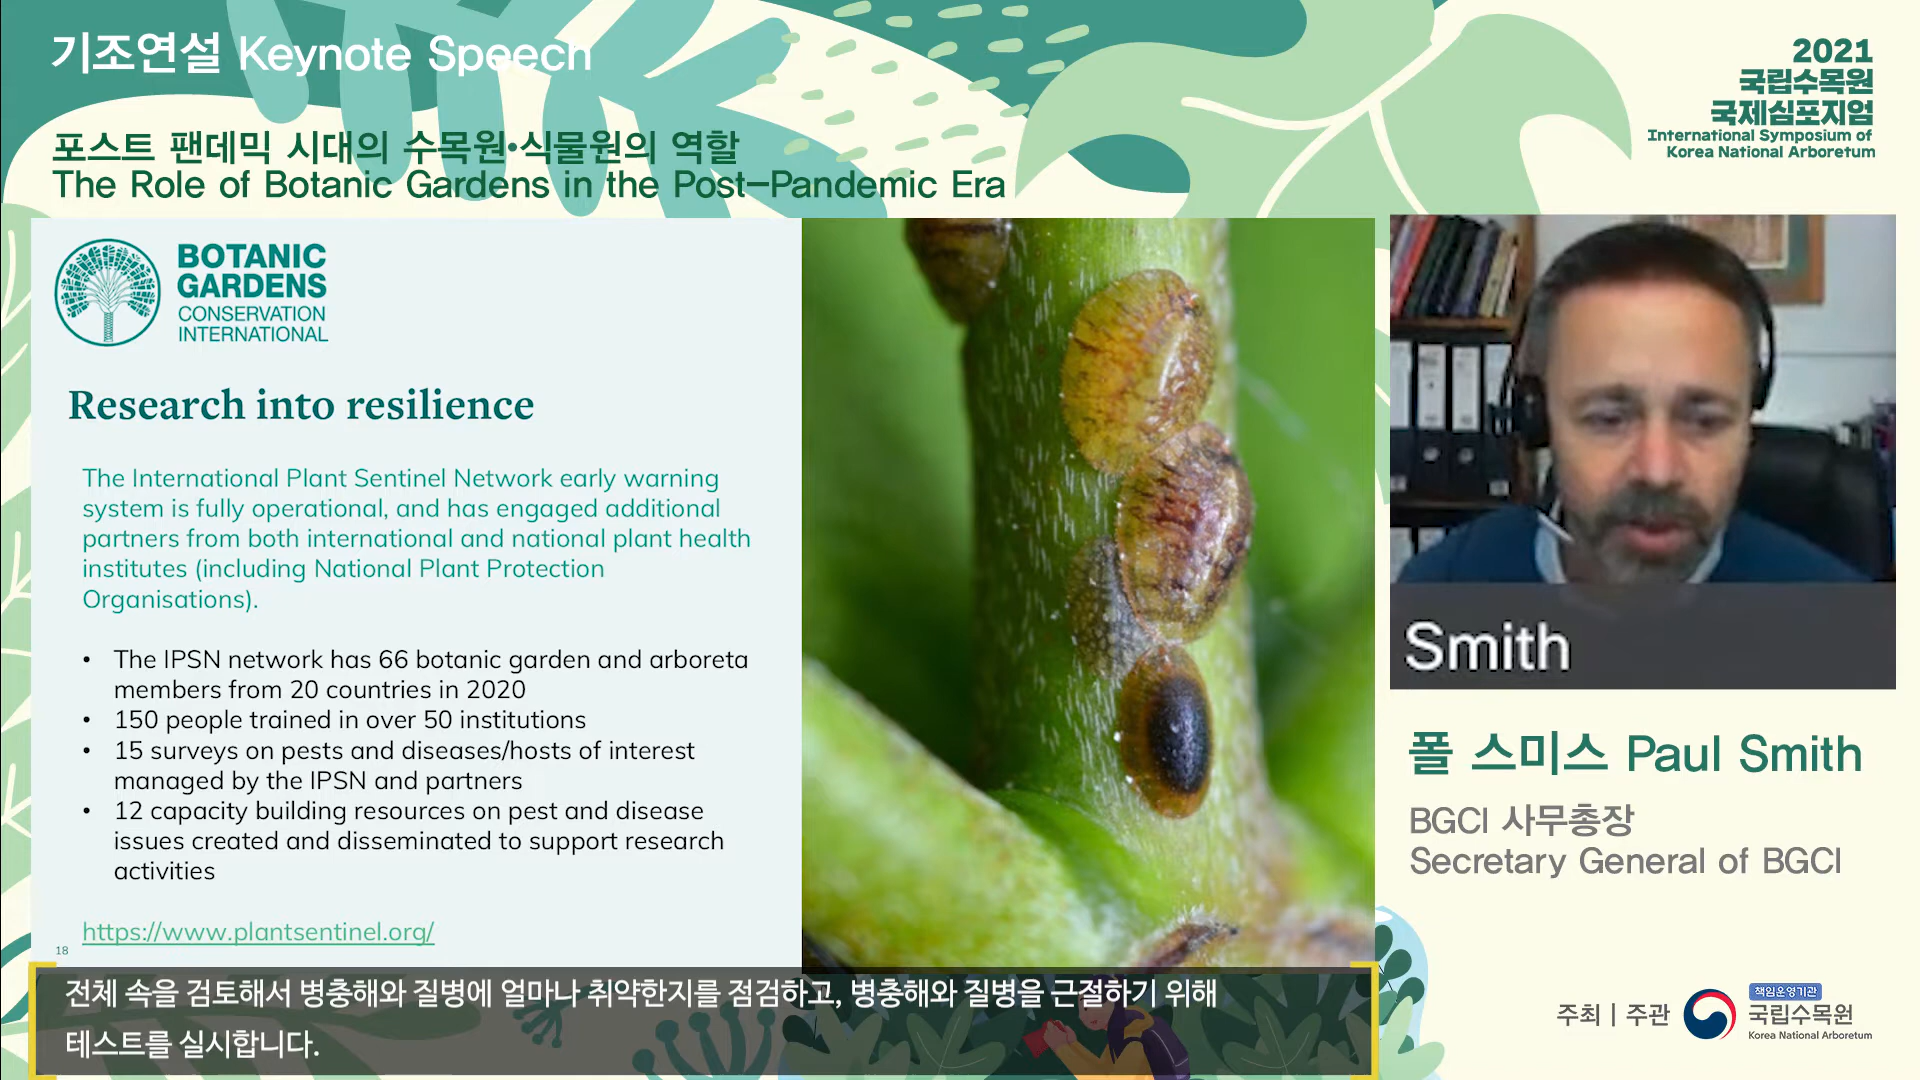 기조연설 Keynote Speech
포스트 팬데믹 시대의 수목원•식물원의 역할
The Role of Botanic Gardens in the Post-Pandemic Era
2021
국립수목원
국제심포지엄
International Symposium of
Korea National Arboretum
BOTANIC
GARDENS
CONSERVATION
INTERNATIONAL
Research into resilience
The International Plant Sentinel Network early warning
system is fully operational, and has engaged additional
partners from both international and national plant health
institutes (including National Plant Protection
Organisations).
• The IPSN network has 66 botanic garden and arboreta
members from 20 countries in 2020
• 150 people trained in over 50 institutions
• 15 surveys on pests and diseases/hosts of interest
managed by the IPSN and partners
• 12 capacity building resources on pest and disease
issues created and disseminated to support research
activities
https://www.plantsentinel.org/
18
Smith
폴 스미스 Paul Smith
BGCI 사무총장
Secretary General of BGCI
전체 속을 검토해서 병충해와 질병에 얼마나 취약한지를 점검하고, 병충해와 질병을 근절하기 위해
테스트를 실시합니다.
주최 | 주관
책임운영기관
국립수목원
Korea National Arboretum